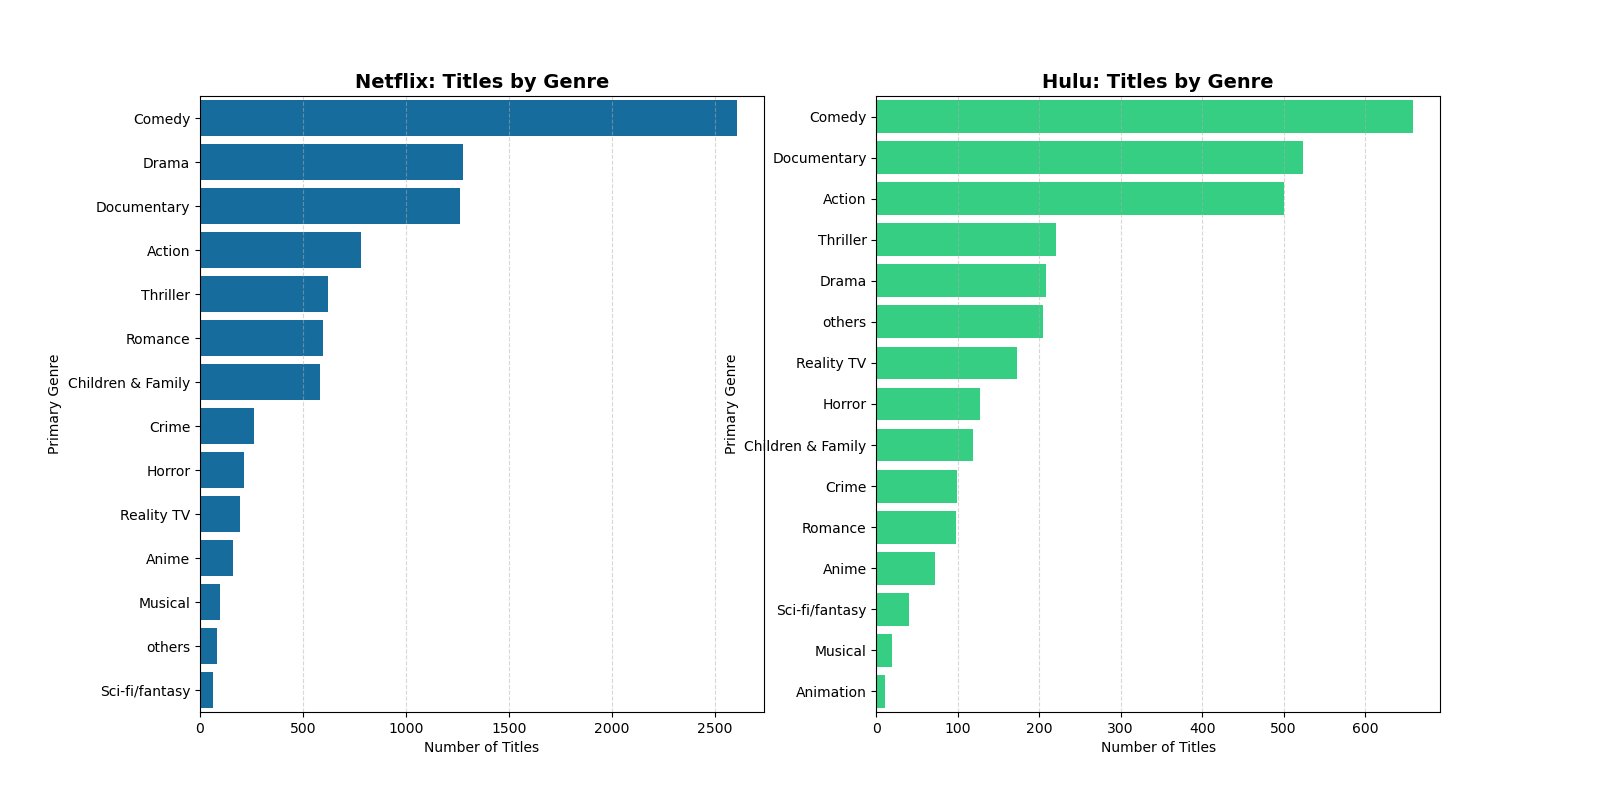 Netflix: Titles by Genre
Primary Genre
Comedy
Drama
Documentary
Action
Thriller
Romance
Children & Family
Crime
Horror
Reality TV
Anime
Musical
others
Sci-fi/fantasy
0 500 1000 1500 2000 2500
Number of Titles
Hulu: Titles by Genre
Primary Genre
Comedy
Documentary
Action
Thriller
Drama
others
Reality TV
Horror
Children & Family
Crime
Romance
Anime
Sci-fi/fantasy
Musical
Animation
0 100 200 300 400 500 600
Number of Titles